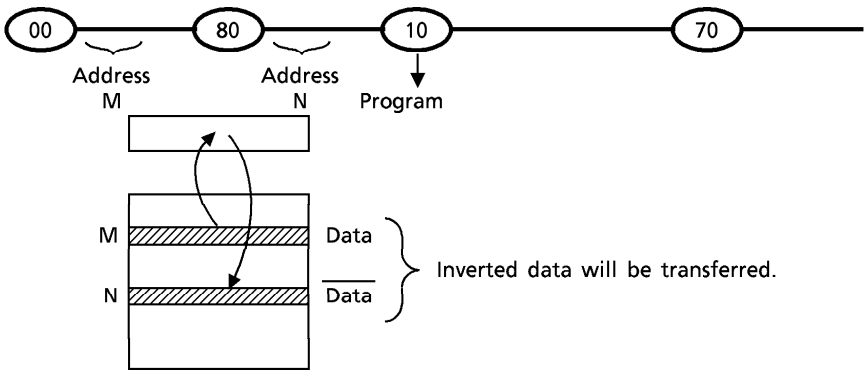 00 80 10 70
Address Address
M N Program
M Data
Inverted data will be transferred.
N Data